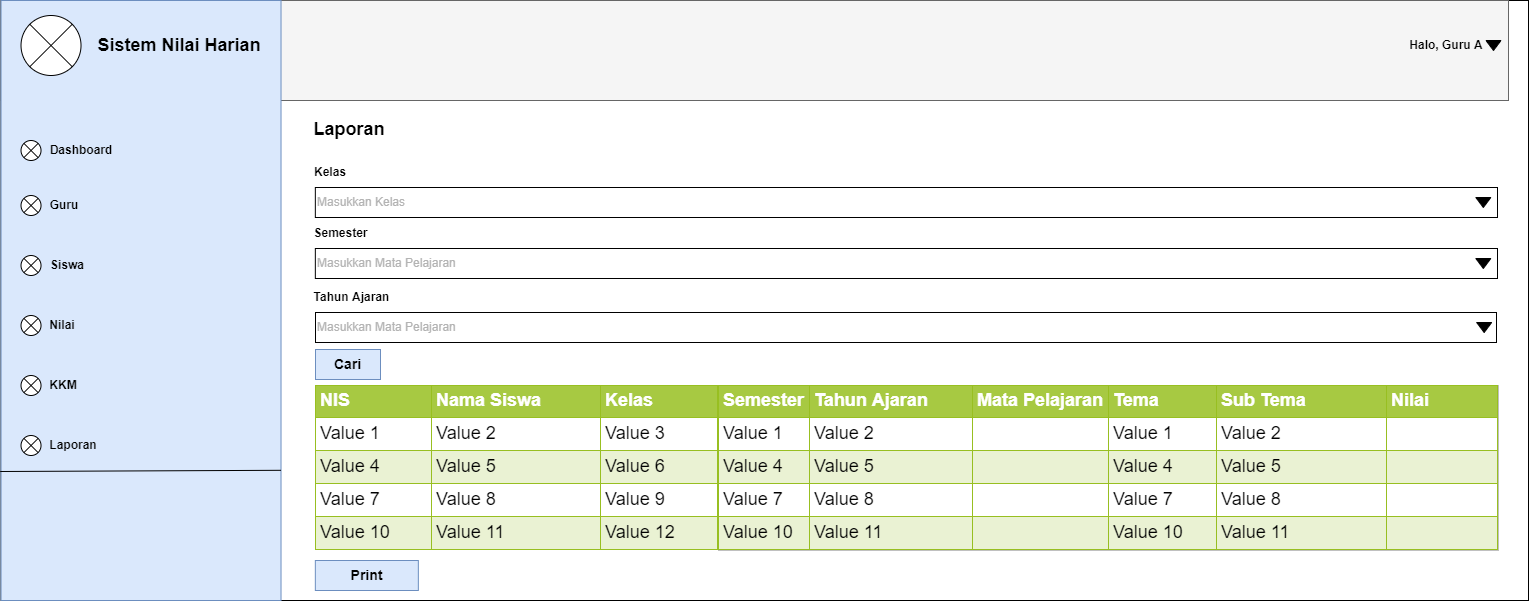 Sistem Nilai Harian
Halo, Guru A
Dashboard
Guru
Siswa
Nilai
KKM
Laporan
Laporan
Kelas
Masukkan Kelas
Semester
Masukkan Mata Pelajaran
Tahun Ajaran
Masukkan Mata Pelajaran
Cari
NIS Nama Siswa Kelas Semester Tahun Ajaran Mata Pelajaran Tema Sub Tema Nilai
Value 1 Value 2 Value 3 Value 1 Value 2 Value 1 Value 2
Value 4 Value 5 Value 6 Value 4 Value 5 Value 4 Value 5
Value 7 Value 8 Value 9 Value 7 Value 8 Value 7 Value 8
Value 10 Value 11 Value 12 Value 10 Value 11 Value 10 Value 11
Print